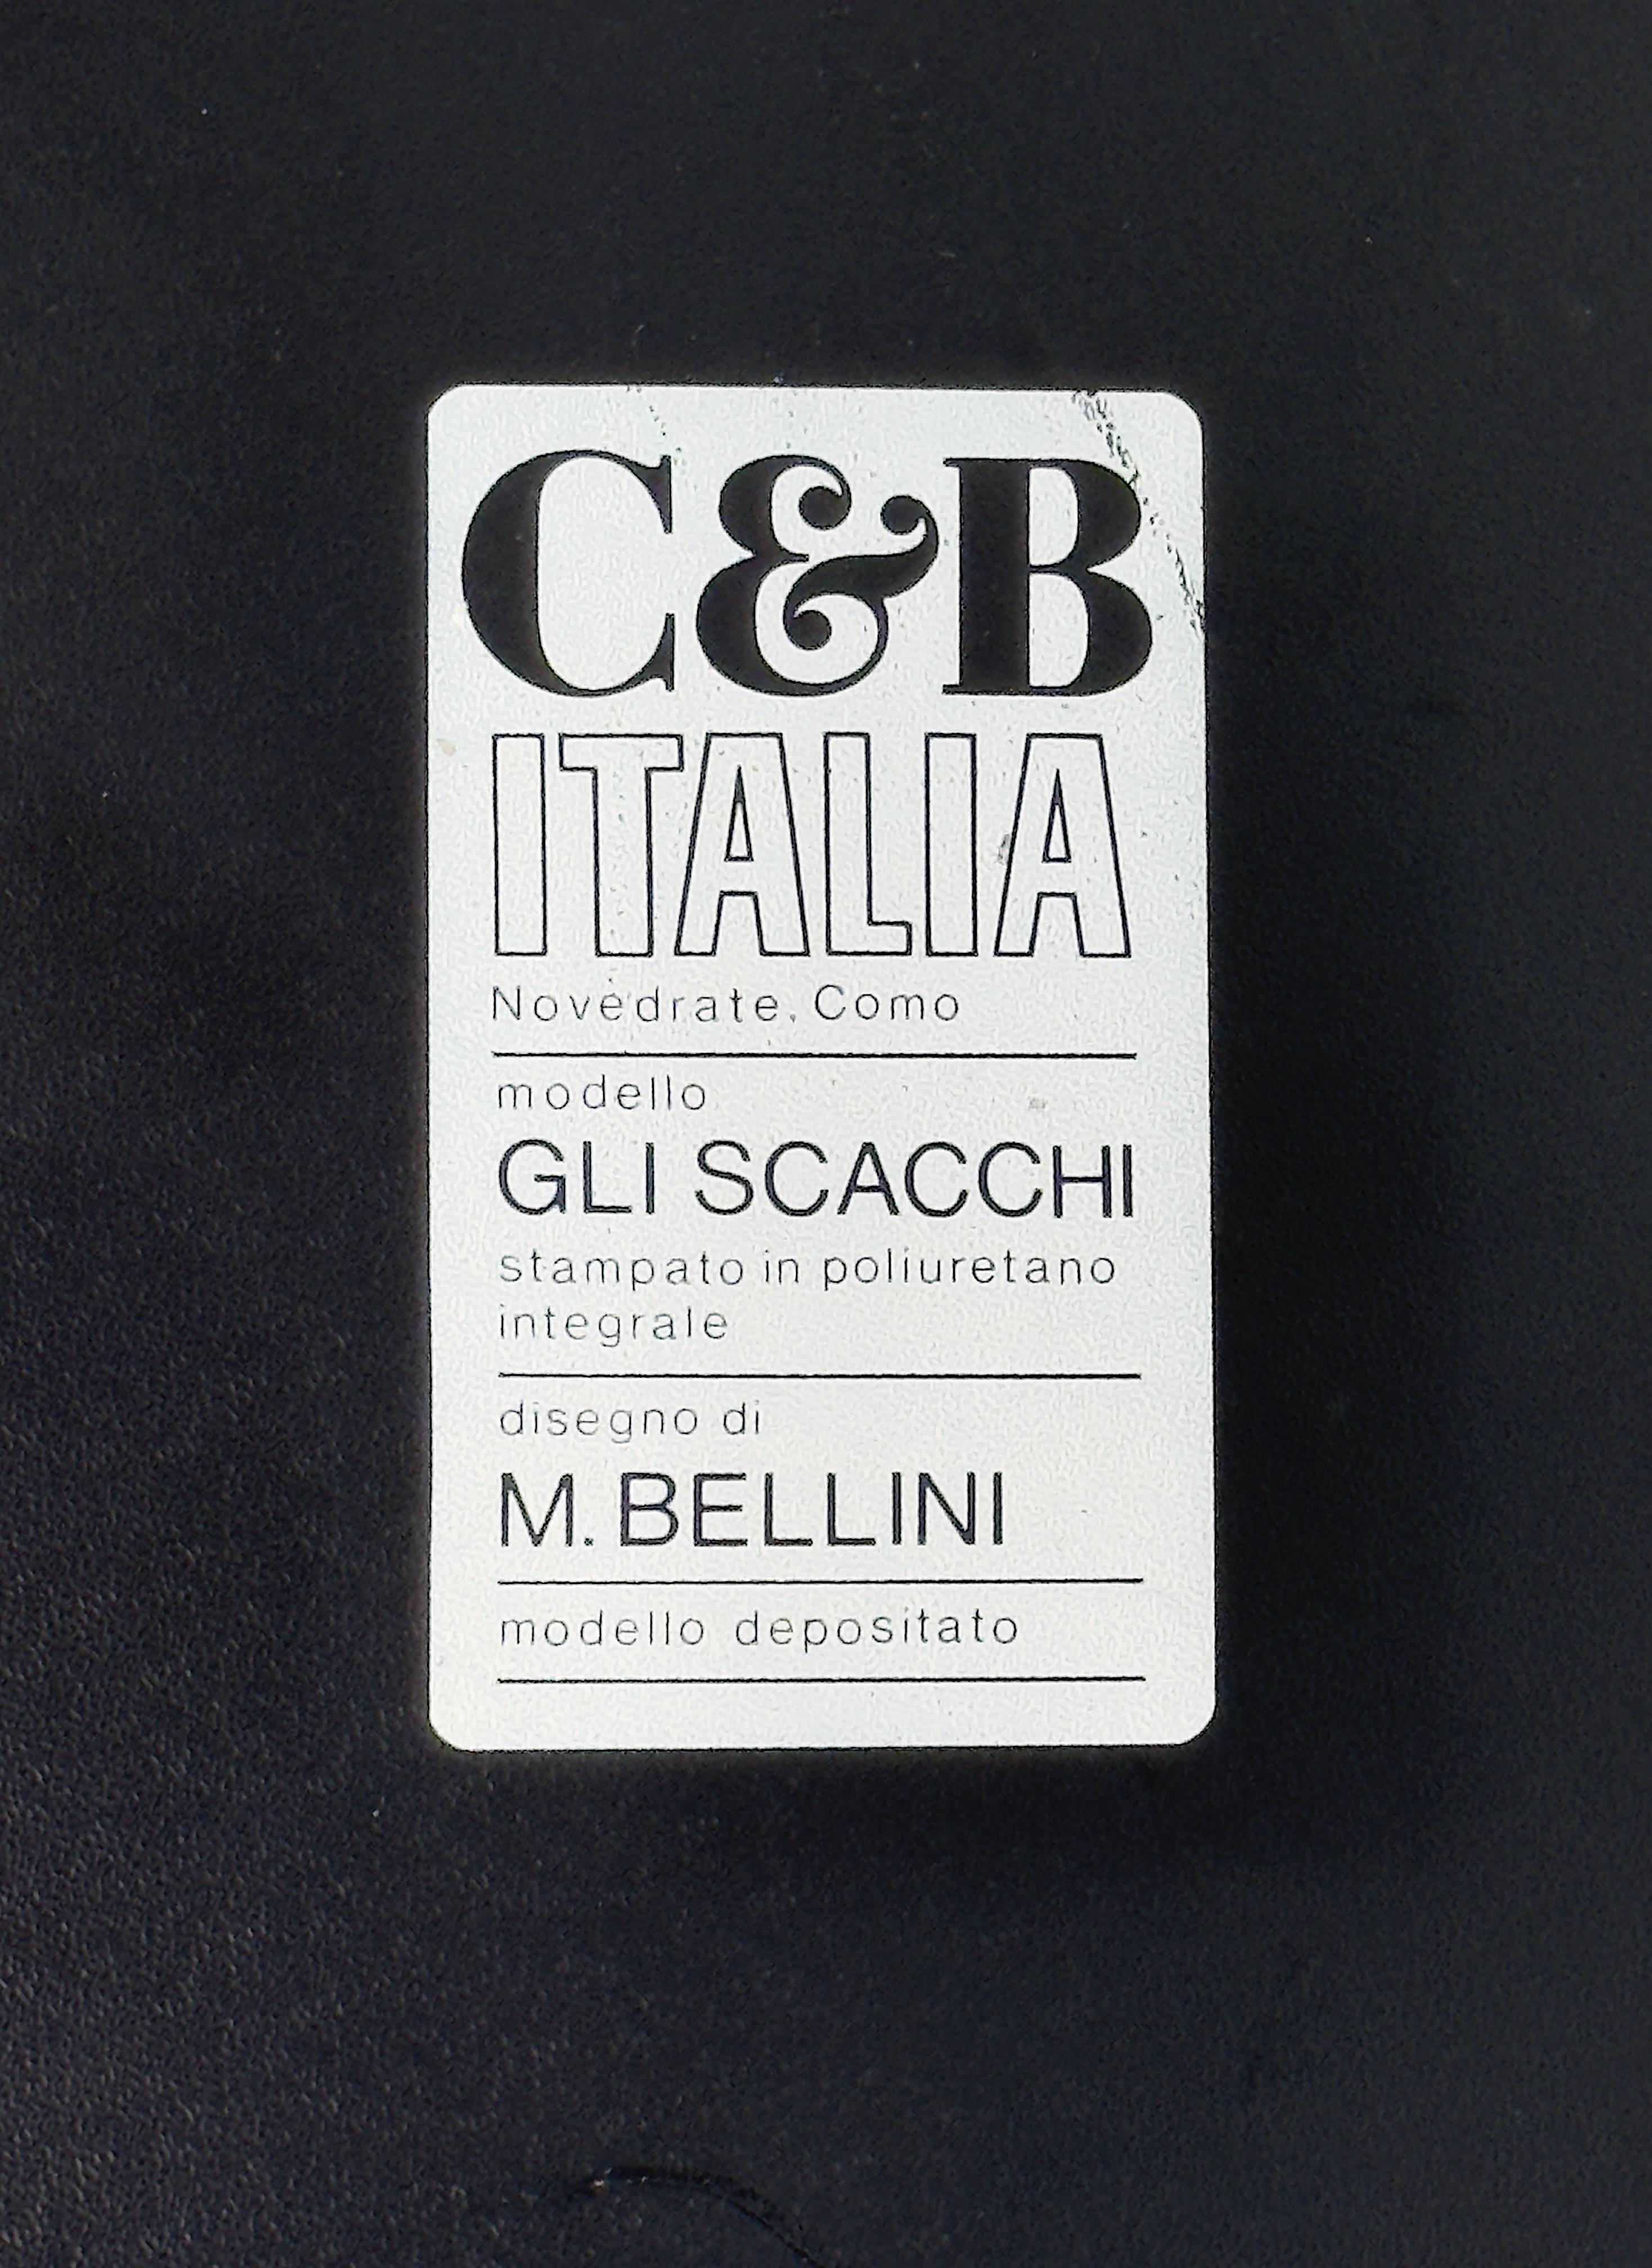 C&B
ITALIA
Novedrate, Como
modello
GLI SCACCHI
stampato in poliuretano
integrale
disegno di
M. BELLINI
modello depositato